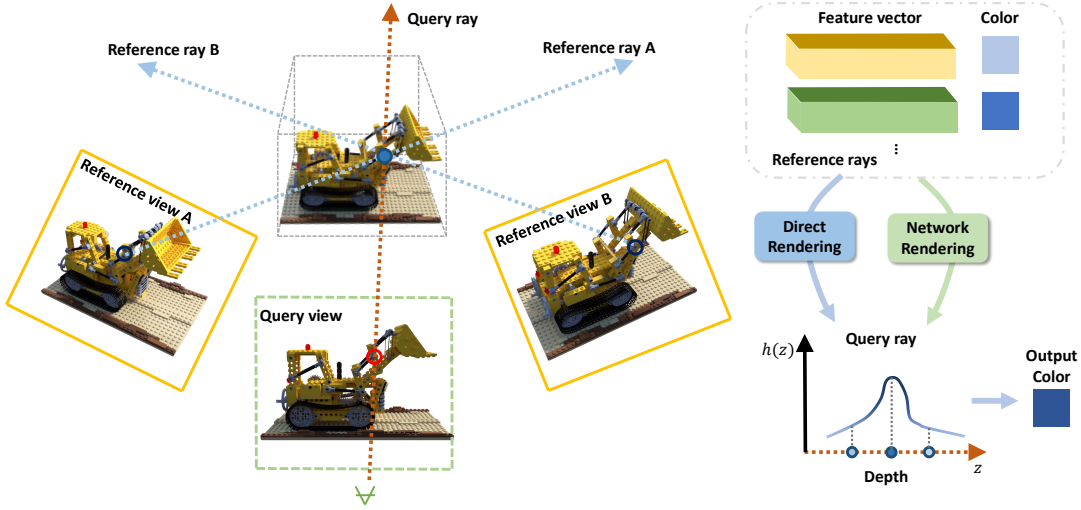 Query ray
Reference ray B
Reference ray A
Reference view A
Reference view B
Query view
Feature vector
Color
...
Reference rays
Direct
Rendering
Network
Rendering
Query ray
h(z)
Output
Color
Depth
z